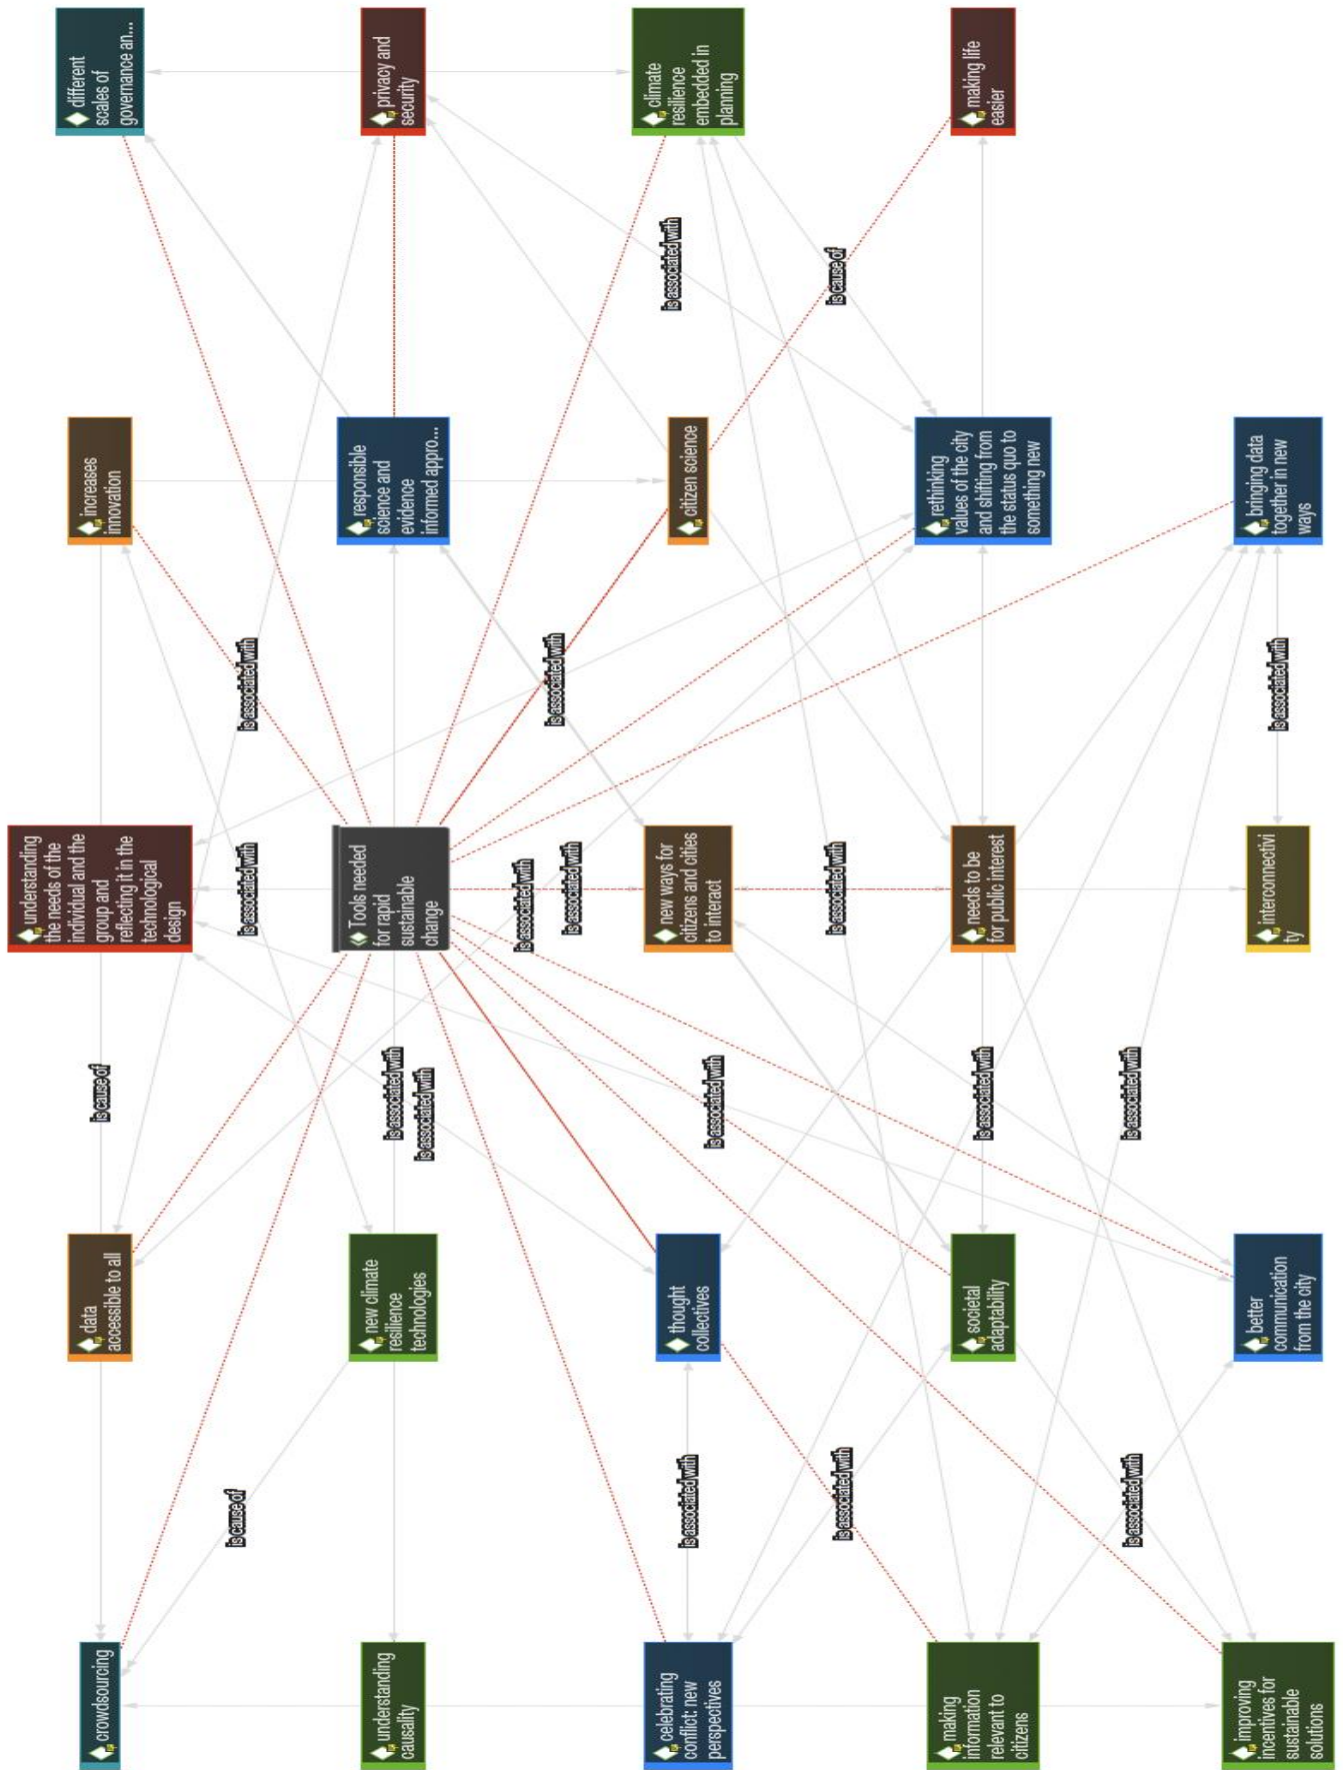 crowdsourcing
data
accessible to all
is cause of
understanding
the needs of the
individual and the
group and
reflecting it in the
technological
design
increases
innovation
different
scales of
governance an...
is cause of
is associated with
is associated with
understanding
causality
new climate
resilience
technologies
is associated with
is associated with
Tools needed
for rapid
sustainable
change
responsible
science and
evidence
informed appro...
privacy and
security
is associated with
is associated with
is associated with
celebrating
conflict: new
perspectives
is associated with
thought
collectives
is associated with
new ways for
citizens and cities
to interact
citizen science
is associated with
climate
resilience
embedded in
planning
is associated with
is associated with
is cause of
making
information
relevant to
citizens
societal
adaptability
is associated with
needs to be
for public interest
rethinking
values of the city
and shifting from
the status quo to
something new
making life
easier
is associated with
is associated with
improving
incentives for
sustainable
solutions
better
communication
from the city
interconnectivi
ty
is associated with
bringing data
together in new
ways